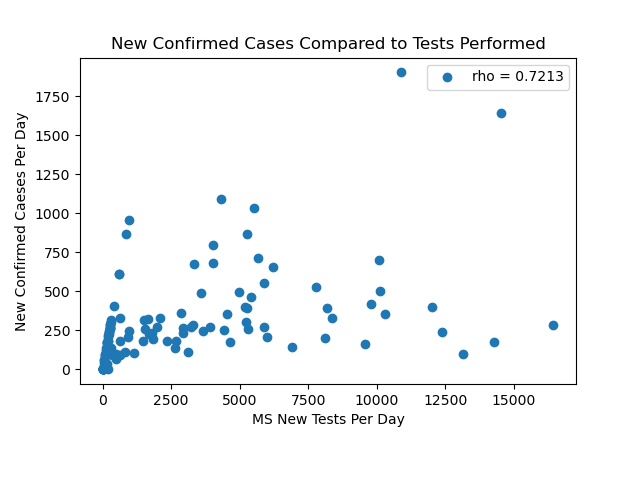 New Confirmed Cases Compared to Tests Performed
rho = 0.7213
New Confirmed Caeses Per Day
1750
1500
1250
1000
750
500
250
0
0 2500 5000 7500 10000 12500 15000
MS New Tests Per Day